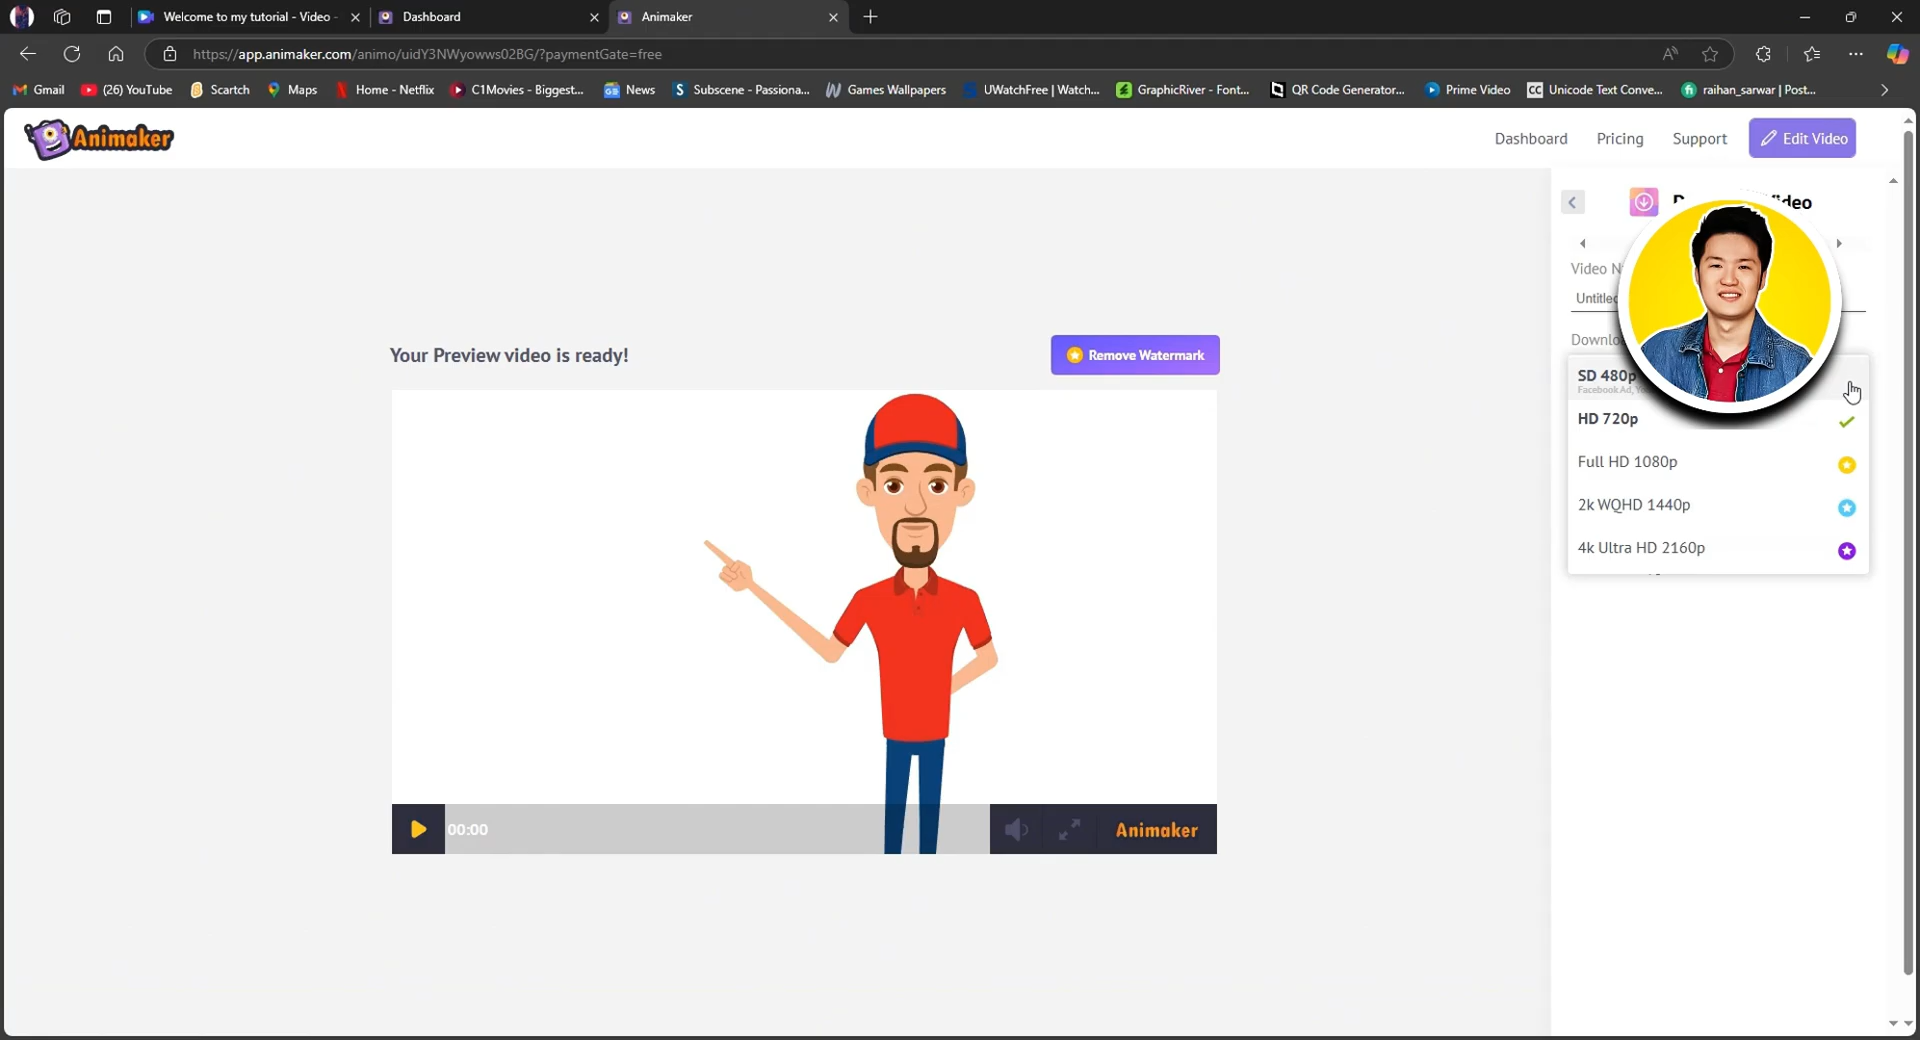 Welcome to my tutorial - Video -
Dashboard
Animaker
https://app.animaker.com/animo/uidY3NWyowws02BG/?paymentGate=free
Gmail
(26) YouTube
Scartch
Maps
Home - Netflix
C1Movies - Biggest...
News
Subscene - Passiona...
Games Wallpapers
UWatchFree | Watch...
GraphicRiver - Font...
QR Code Generator...
Prime Video
CC Unicode Text Conve...
raihan_sarwar | Post...
Animaker
Dashboard
Pricing
Support
Edit Video
Video
Untitled
Your Preview video is ready!
Remove Watermark
SD 480p
HD 720p
Full HD 1080p
2k WQHD 1440p
4k Ultra HD 2160p
00:00
Animaker